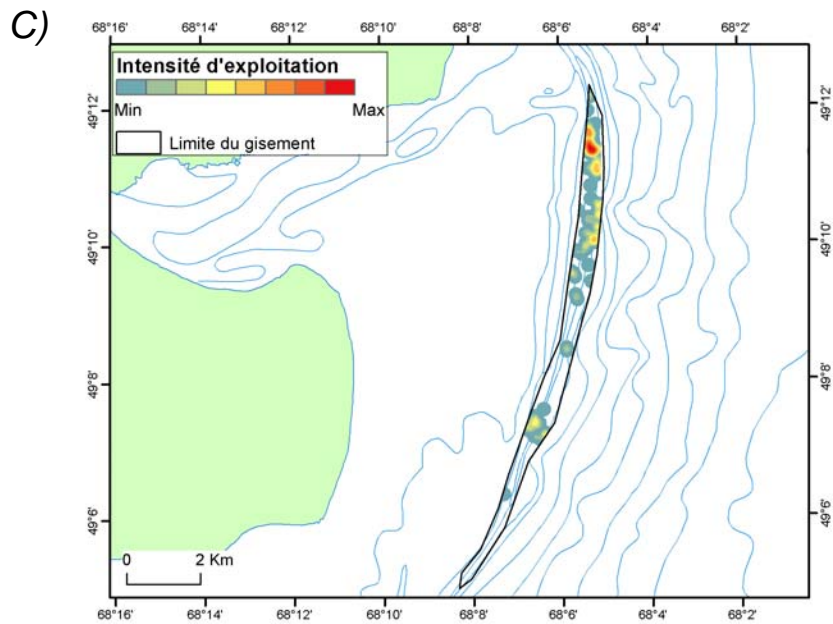 C)
68°16' 68°14' 68°12' 68°10' 68°8' 68°6' 68°4' 68°2'
Intensité d'exploitation
Min Max
Limite du gisement
49°12' 49°12'
49°10' 49°10'
49°8' 49°8'
49°6' 49°6'
0 2 Km
68°16' 68°14' 68°12' 68°10' 68°8' 68°6' 68°4' 68°2'